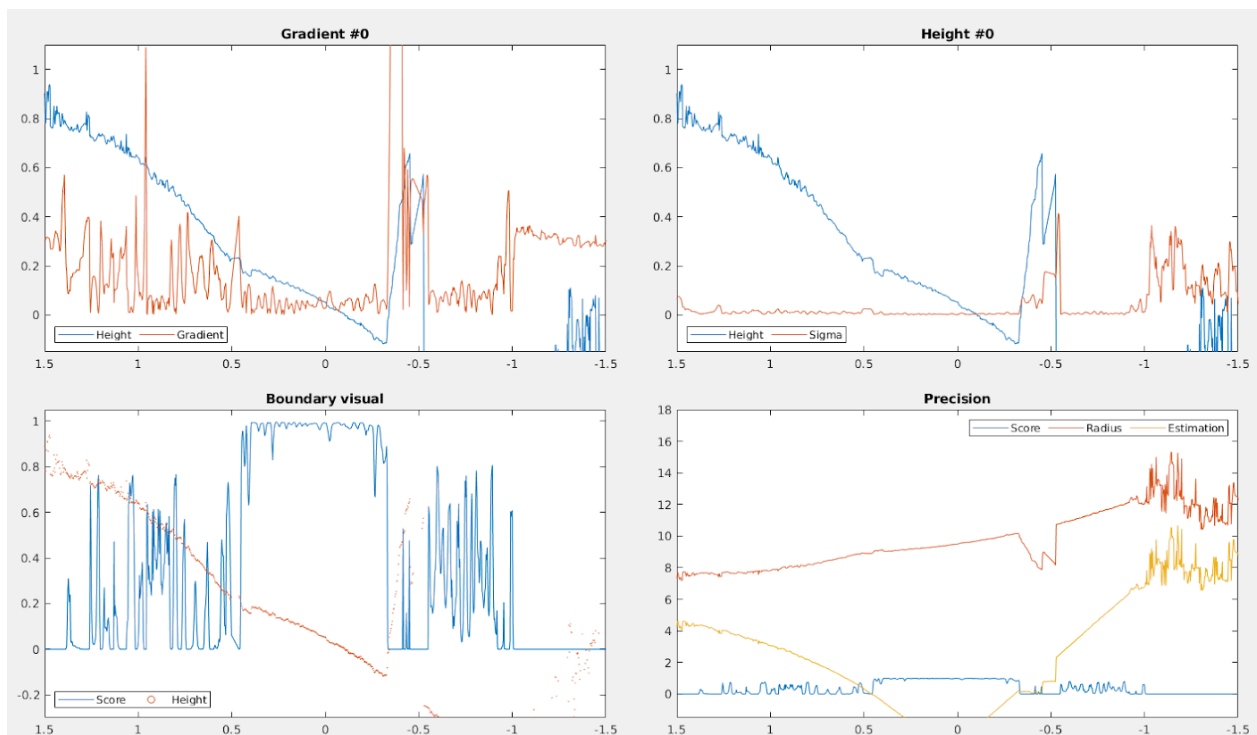 Gradient #0
1
0.8
0.6
0.4
0.2
0
Height Gradient
1.5 1 0.5 0 -0.5 -1 -1.5
Height #0
1
0.8
0.6
0.4
0.2
0
Height Sigma
1.5 1 0.5 0 -0.5 -1 -1.5
Boundary visual
1
0.8
0.6
0.4
0.2
0
-0.2
Score Height
1.5 1 0.5 0 -0.5 -1 -1.5
Precision
18
Score Radius Estimation
16
14
12
10
8
6
4
2
0
1.5 1 0.5 0 -0.5 -1 -1.5